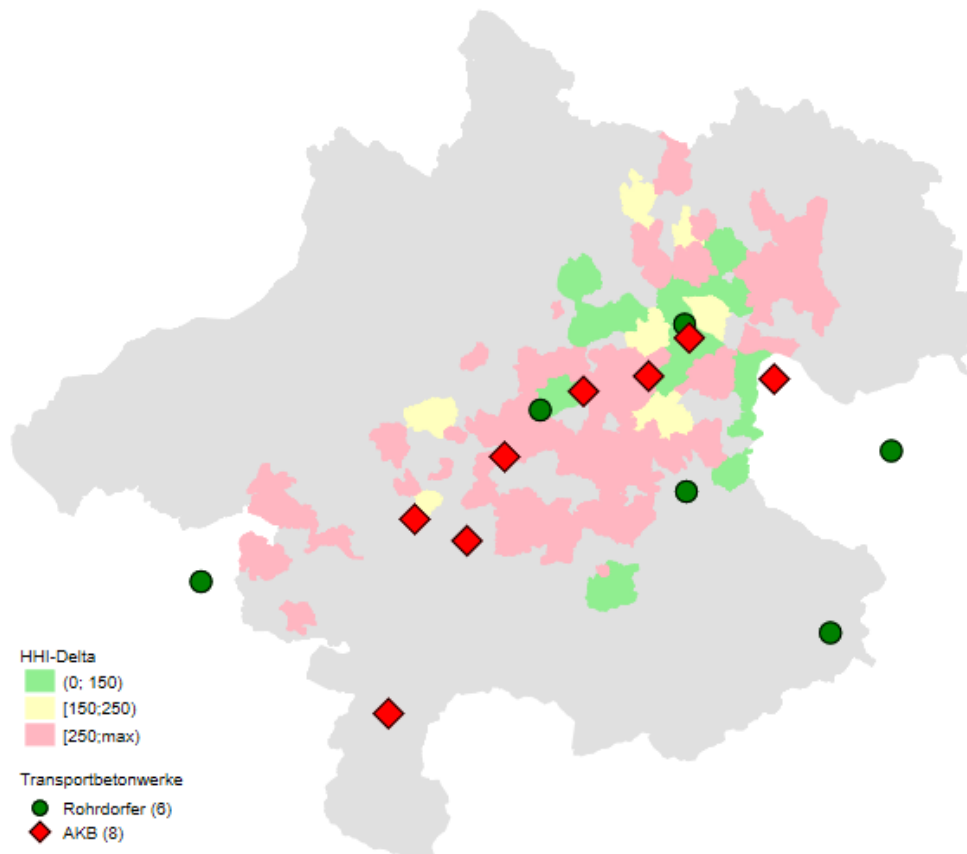 HHI-Delta
(0; 150)
[150;250)
[250;max)
Transportbetonwerke
Rohrdorfer (6)
AKB (8)